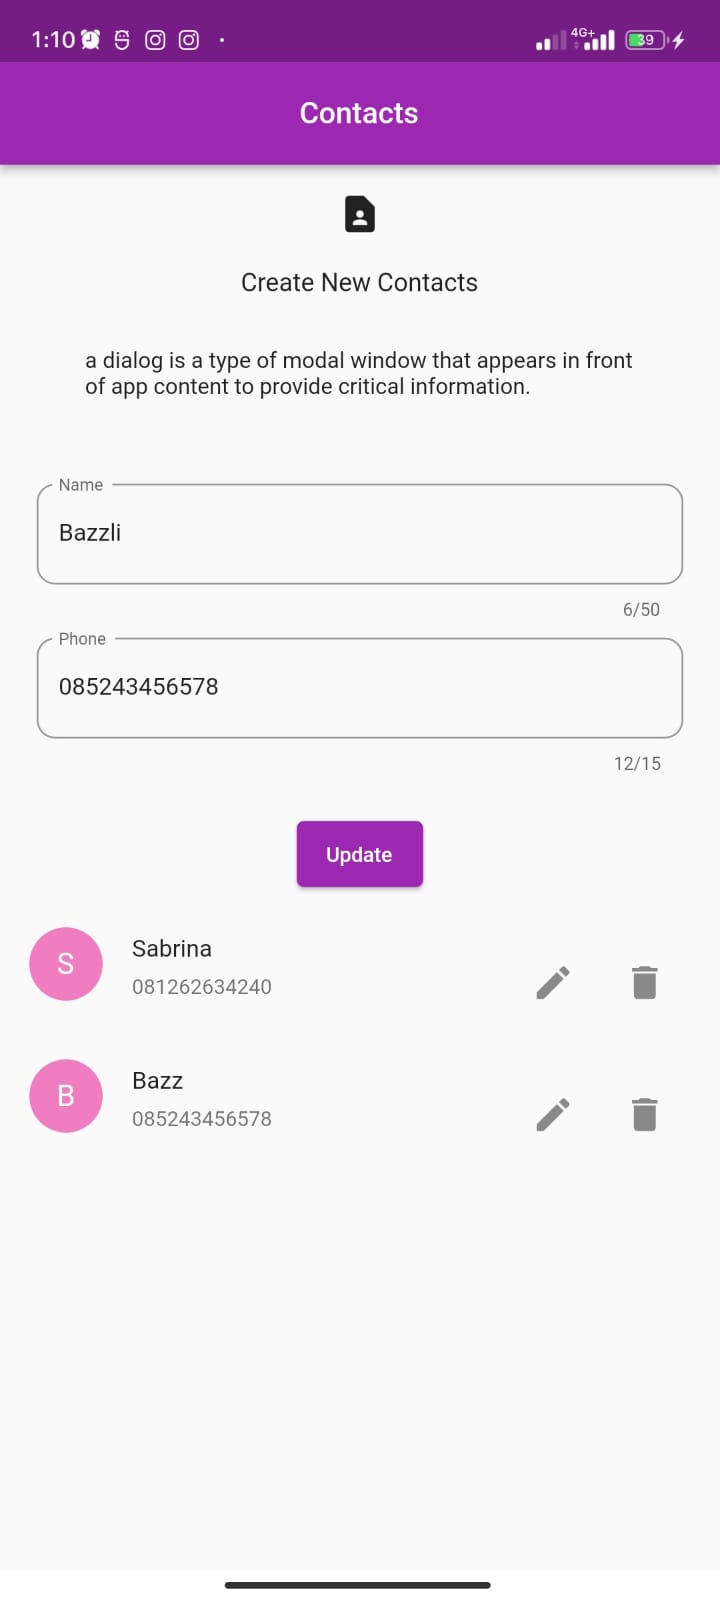 1:10
4G+
39
Contacts
Create New Contacts
a dialog is a type of modal window that appears in front
of app content to provide critical information.
Name
Bazzli
6/50
Phone
085243456578
12/15
Update
S
Sabrina
081262634240
B
Bazz
085243456578